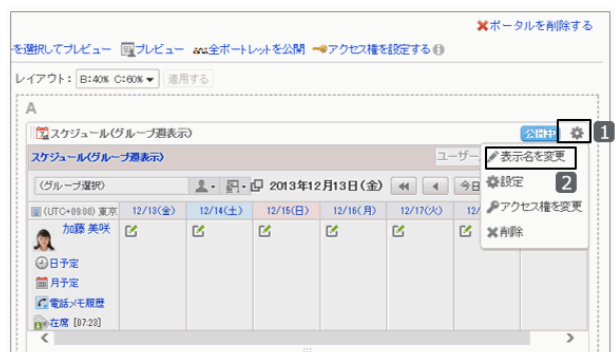 ✖ポータルを削除する
を選択してプレビュー プレビュー 全ポートレットを公開 アクセス権を設定する
レイアウト: B:40% C:60% 適用する
A
スケジュール(グループ週表示) 公開中 1
スケジュール(グループ週表示) ユーザー 表示名を変更
(グループ選択) 2013年12月13日(金) 今日 設定 2
(UTC+09:00) 東京 12/13(金) 12/14(土) 12/15(日) 12/16(月) 12/17(火) 12/ アクセス権を変更
加藤 美咲 削除
日予定
月予定
電話メモ履歴
在席 [07:23]